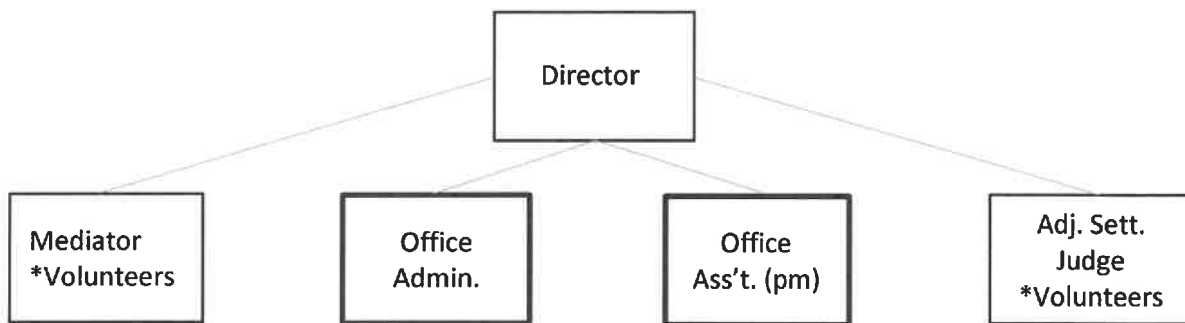 Director
Mediator
*Volunteers
Office
Admin.
Office
Ass't. (pm)
Adj. Sett.
Judge
*Volunteers